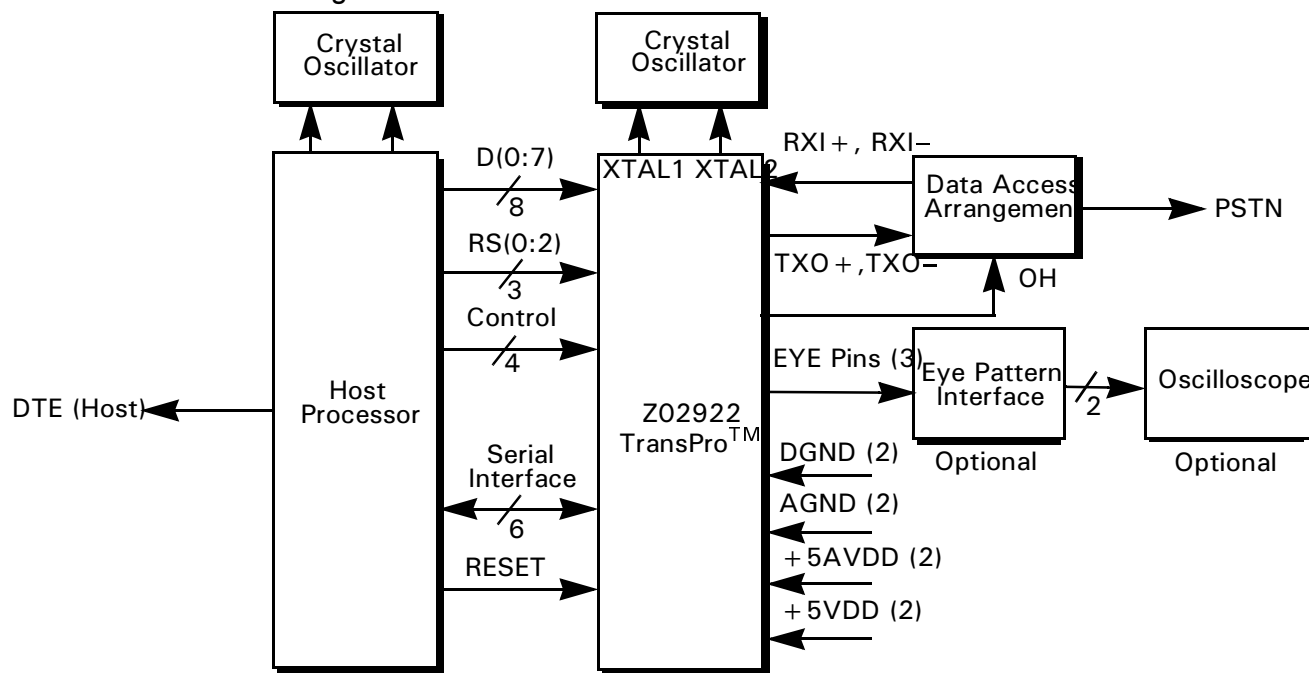 Crystal
Oscillator
Crystal
Oscillator
D(0:7)
8
RS(0:2)
3
Control
4
Host
Processor
DTE (Host)
Serial
Interface
6
RESET
XTAL1 XTAL2
Z02922
TransPro™
RXI+, RXI–
TXO+,TXO–
Data Access
Arrangemen
PSTN
OH
EYE Pins (3)
Eye Pattern
Interface
Optional
2
Oscilloscope
Optional
DGND (2)
AGND (2)
+5AVDD (2)
+5VDD (2)